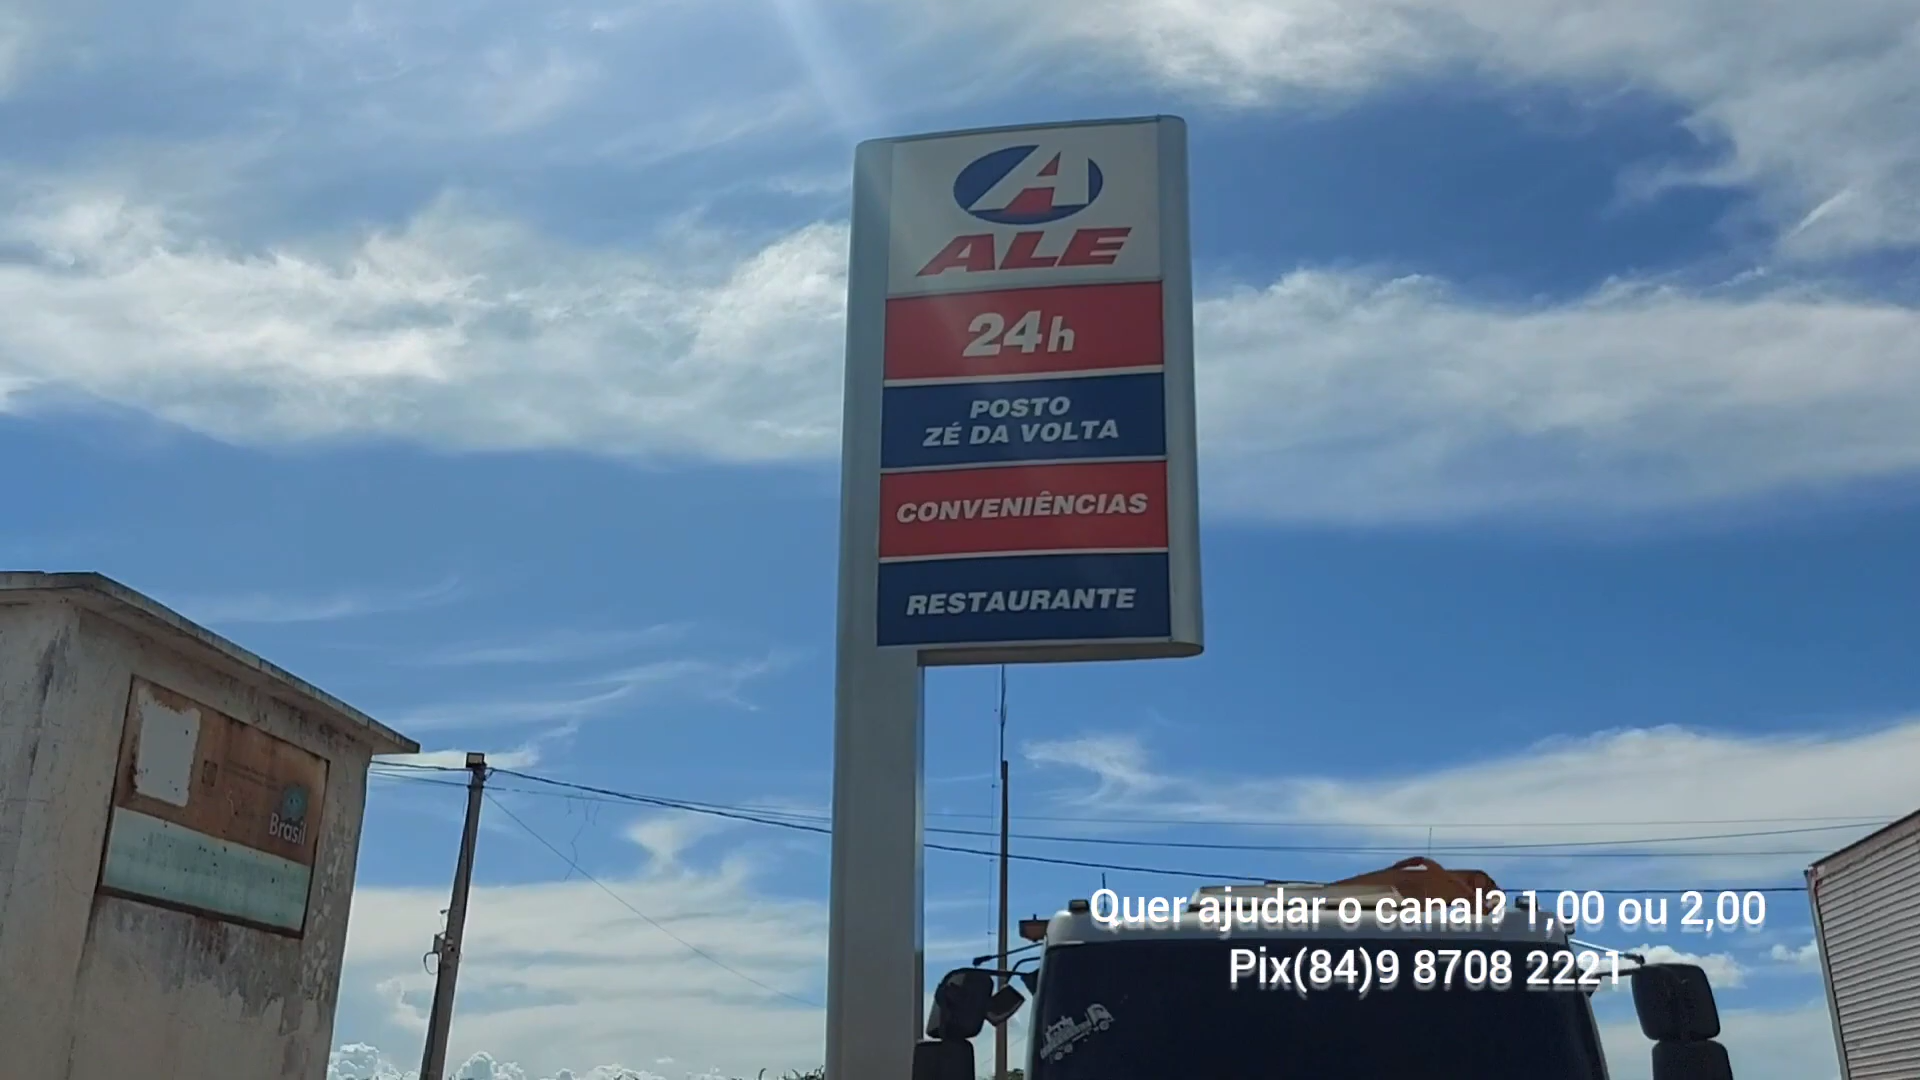 A
ALE
24h
POSTO
ZÉ DA VOLTA
CONVENIÊNCIAS
RESTAURANTE
Brasil
Quer ajudar o canal? 1,00 ou 2,00
Pix(84)9 8708 2221